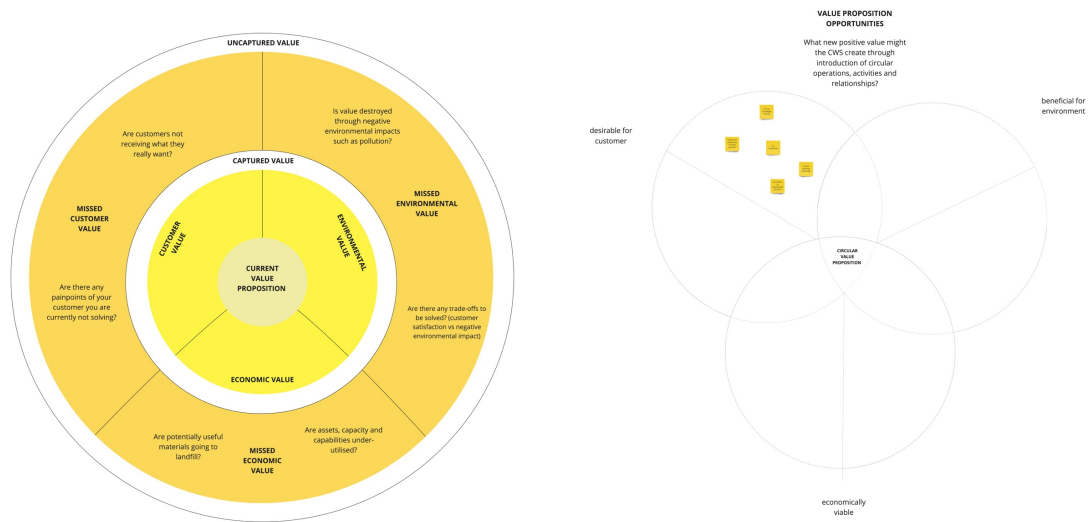 UNCAPTURED VALUE
Are customers not
receiving what they
really want?
Is value destroyed
through negative
environmental impacts
such as pollution?
CAPTURED VALUE
MISSED
CUSTOMER
VALUE
MISSED
ENVIRONMENTAL
VALUE
CUSTOMER
VALUE
ENVIRONMENTAL
VALUE
CURRENT
VALUE
PROPOSITION
Are there any
painpoints of your
customer you are
currently not solving?
Are there any trade-offs to
be solved? (customer
satisfaction vs negative
environmental impact)
ECONOMIC VALUE
Are potentially useful
materials going to
landfill?
MISSED
ECONOMIC
VALUE
Are assets, capacity and
capabilities under-
utilised?
VALUE PROPOSITION
OPPORTUNITIES
What new positive value might
the CWS create through
introduction of circular
operations, activities and
relationships?
desirable for
customer
beneficial for
environment
CIRCULAR
VALUE
PROPOSITION
economically
viable